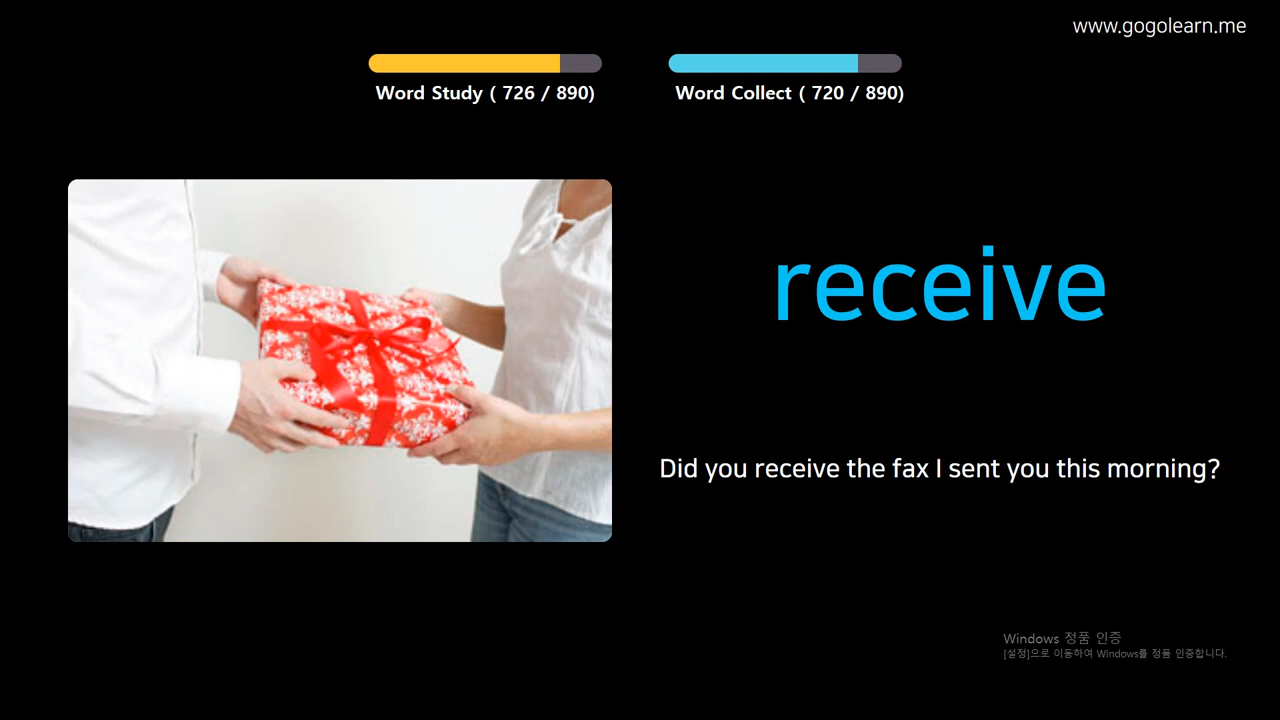 www.gogolearn.me
Word Study ( 726 / 890)
Word Collect ( 720 / 890)
receive
Did you receive the fax I sent you this morning?
Windows 정품 인증
[설정]으로 이동하여 Windows를 정품 인증합니다.